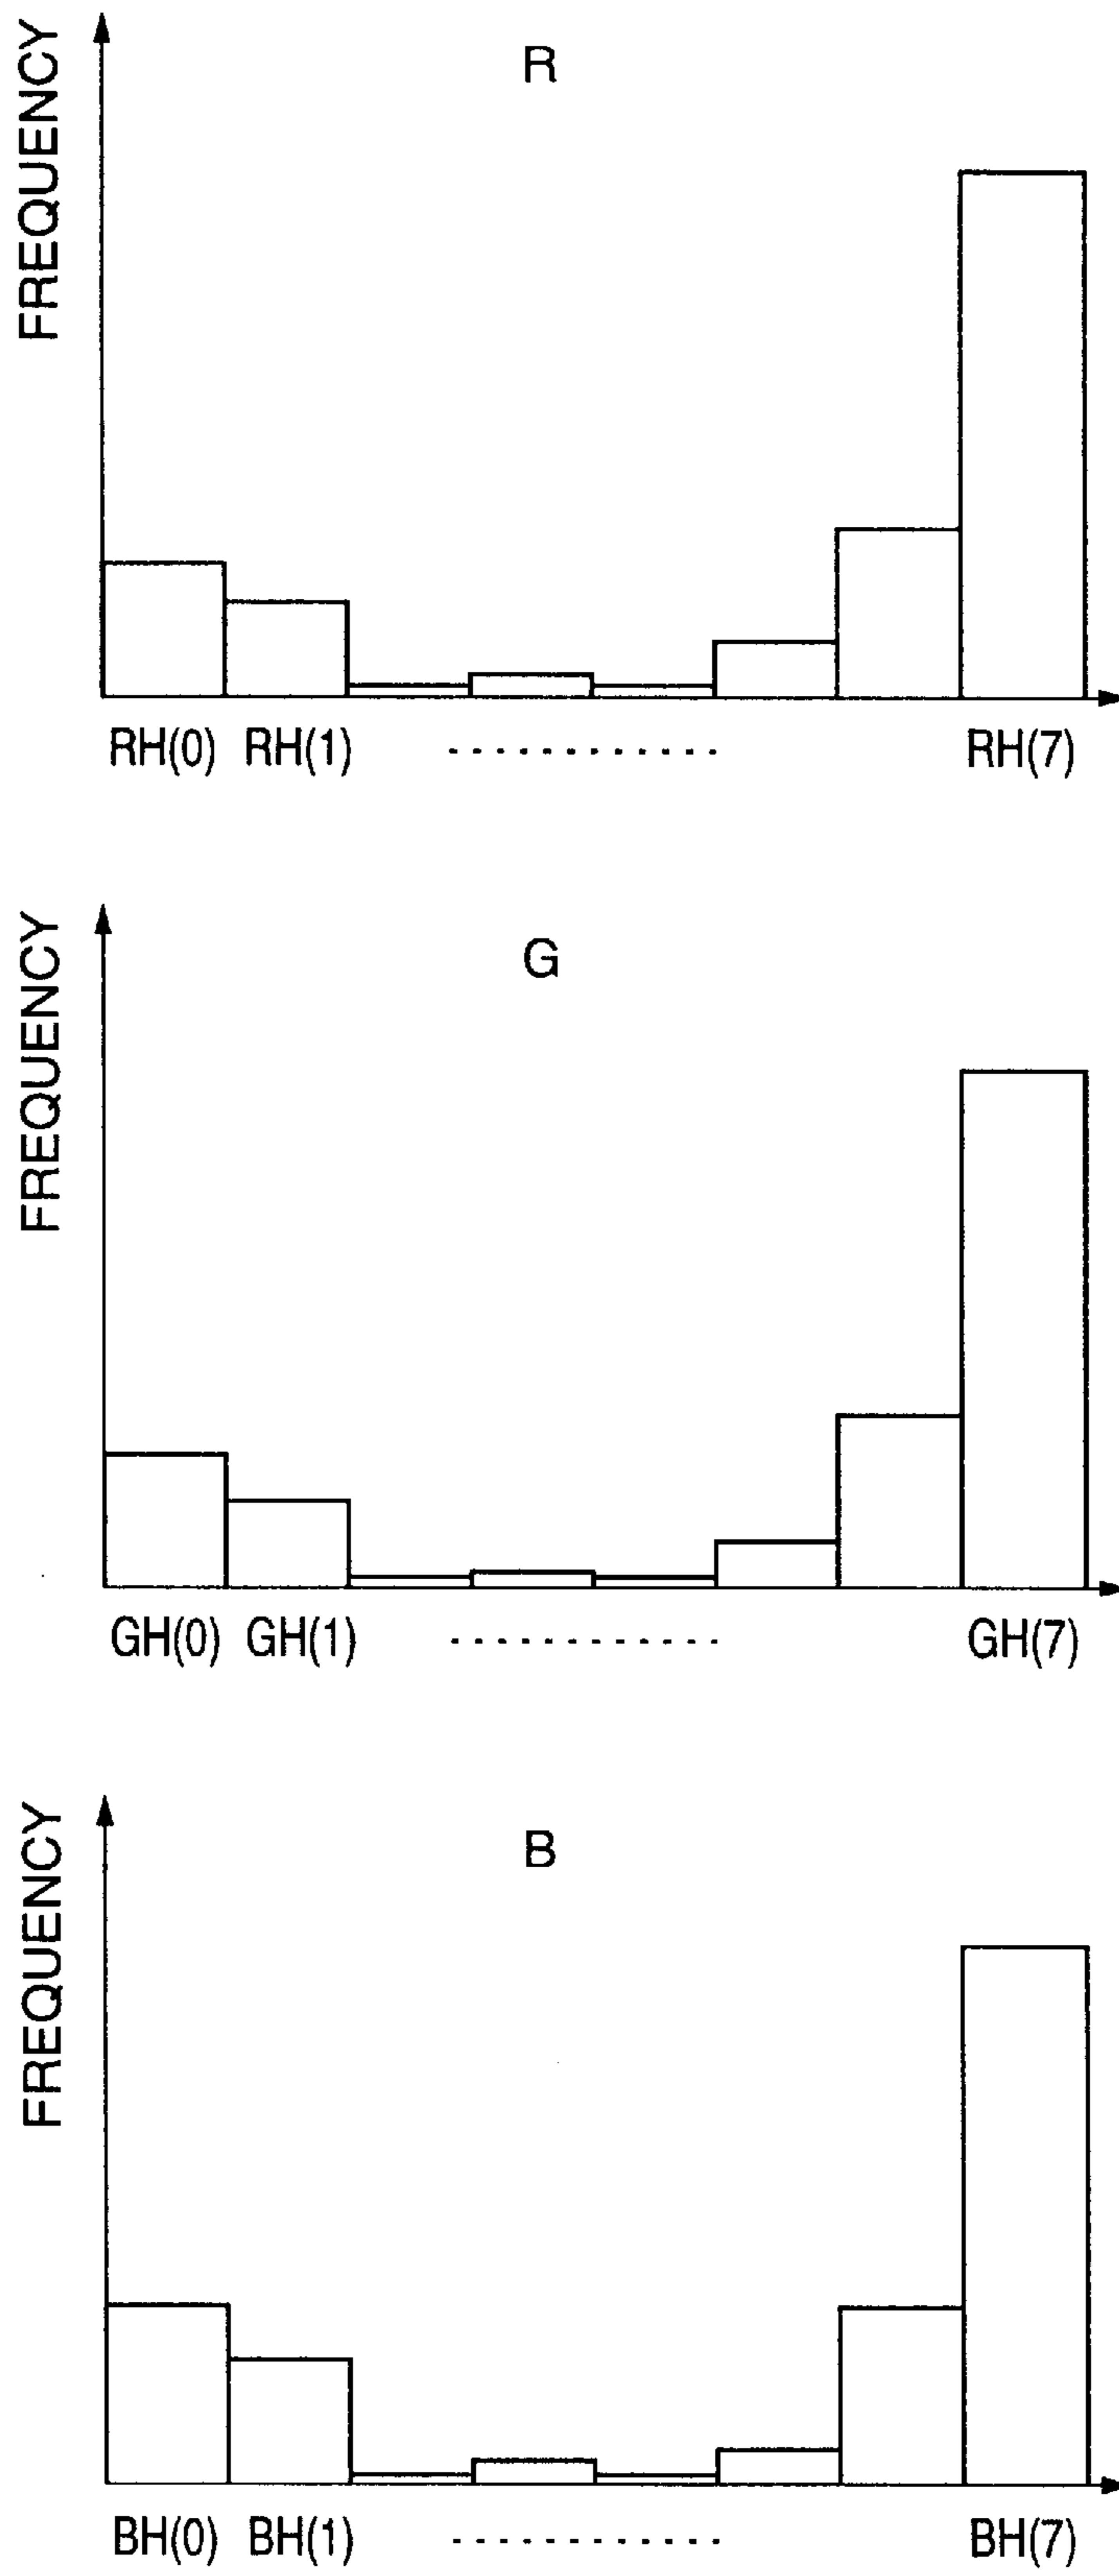 FREQUENCY
R
RH(0) RH(1) ........... RH(7)
FREQUENCY
G
GH(0) GH(1) ........... GH(7)
FREQUENCY
B
BH(0) BH(1) ........... BH(7)